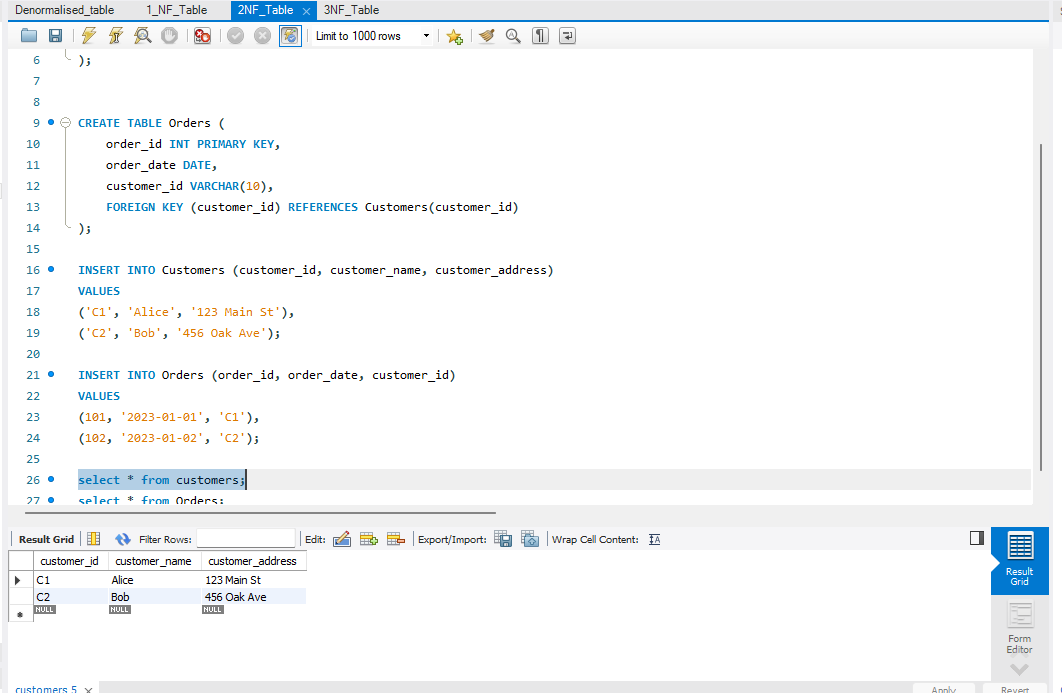 Denormalised_table 1_NF_Table 2NF_Table 3NF_Table
Limit to 1000 rows
6 );
7
8
9 CREATE TABLE Orders (
10 order_id INT PRIMARY KEY,
11 order_date DATE,
12 customer_id VARCHAR(10),
13 FOREIGN KEY (customer_id) REFERENCES Customers(customer_id)
14 );
15
16 INSERT INTO Customers (customer_id, customer_name, customer_address)
17 VALUES
18 ('C1', 'Alice', '123 Main St'),
19 ('C2', 'Bob', '456 Oak Ave');
20
21 INSERT INTO Orders (order_id, order_date, customer_id)
22 VALUES
23 (101, '2023-01-01', 'C1'),
24 (102, '2023-01-02', 'C2');
25
26 select * from customers;
27 select * from Orders;
Result Grid Filter Rows: Edit: Export/Import: Wrap Cell Content: IA
customer_id customer_name customer_address
C1 Alice 123 Main St
C2 Bob 456 Oak Ave
NULL NULL NULL
Result
Grid
Form
Editor
customers 5 Apply Revert